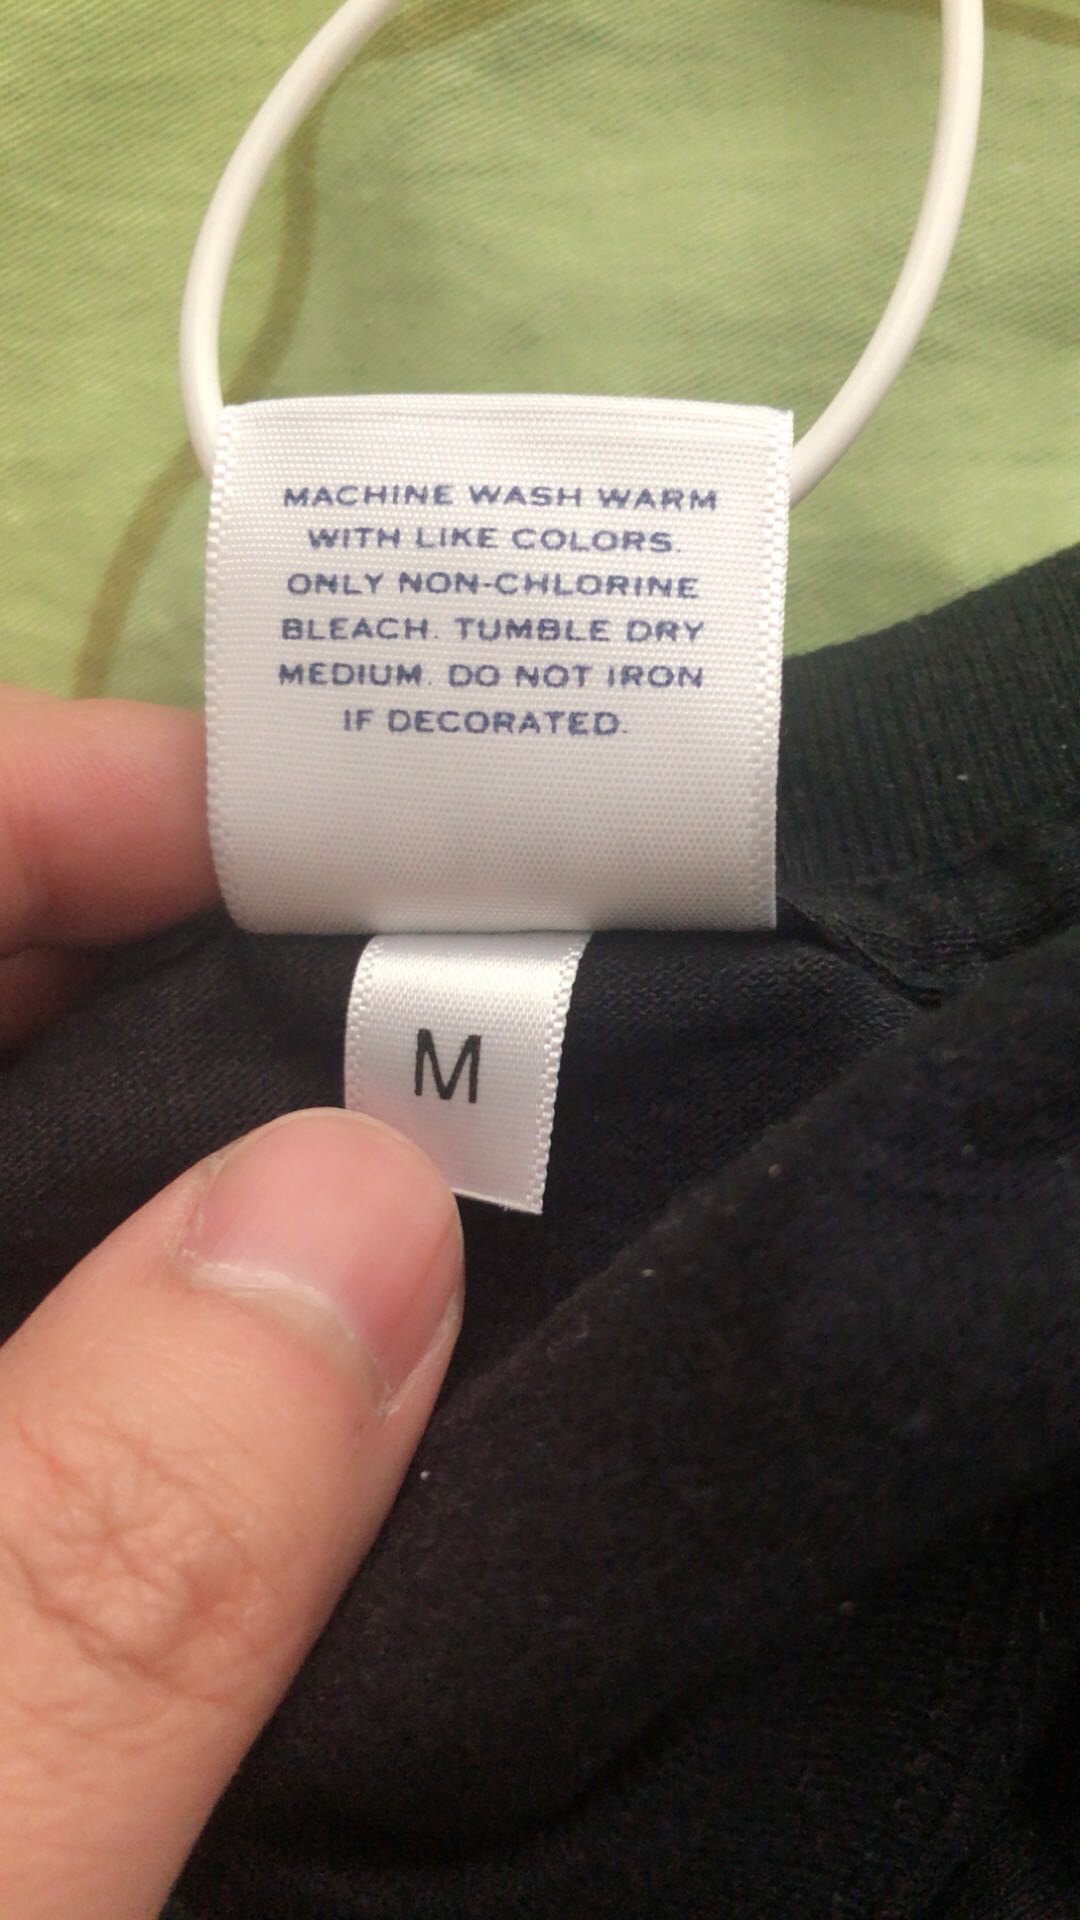 MACHINE WASH WARM
WITH LIKE COLORS.
ONLY NON-CHLORINE
BLEACH. TUMBLE DRY
MEDIUM. DO NOT IRON
IF DECORATED.
M